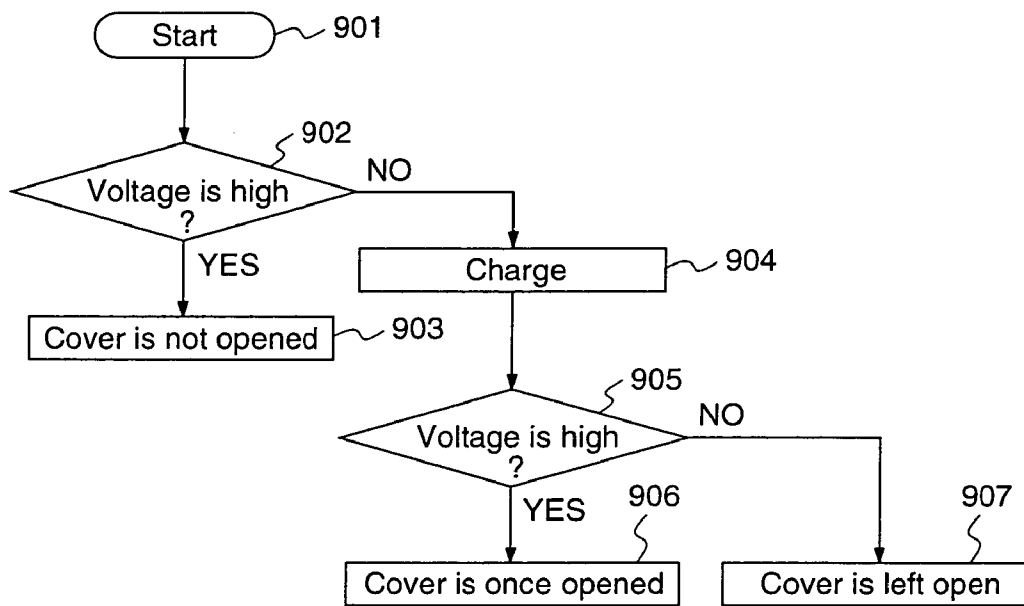 Start
901
902
Voltage is high
?
NO
YES
Charge
904
Cover is not opened
903
905
Voltage is high
?
NO
YES
906
907
Cover is once opened
Cover is left open